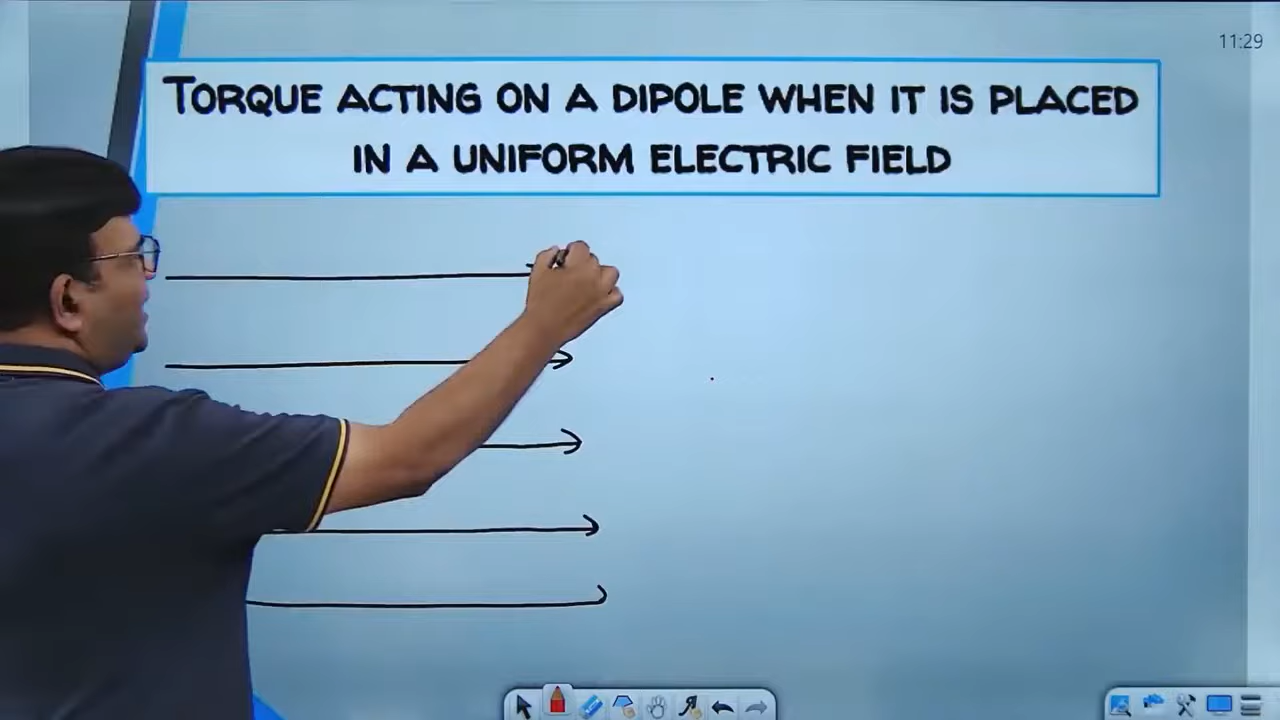 11:29
TORQUE ACTING ON A DIPOLE WHEN IT IS PLACED
IN A UNIFORM ELECTRIC FIELD